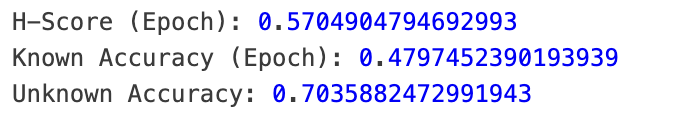 H-Score (Epoch): 0.5704904794692993
Known Accuracy (Epoch): 0.4797452390193939
Unknown Accuracy: 0.7035882472991943